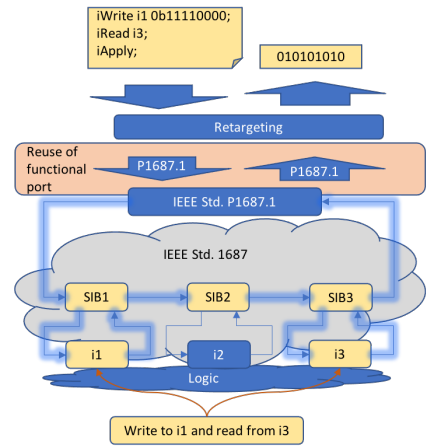 iWrite i1 0b11110000;
iRead i3;
iApply;
010101010
Retargeting
Reuse of
functional
port
P1687.1
P1687.1
IEEE Std. P1687.1
IEEE Std. 1687
SIB1
SIB2
SIB3
i1
i2
i3
Logic
Write to i1 and read from i3